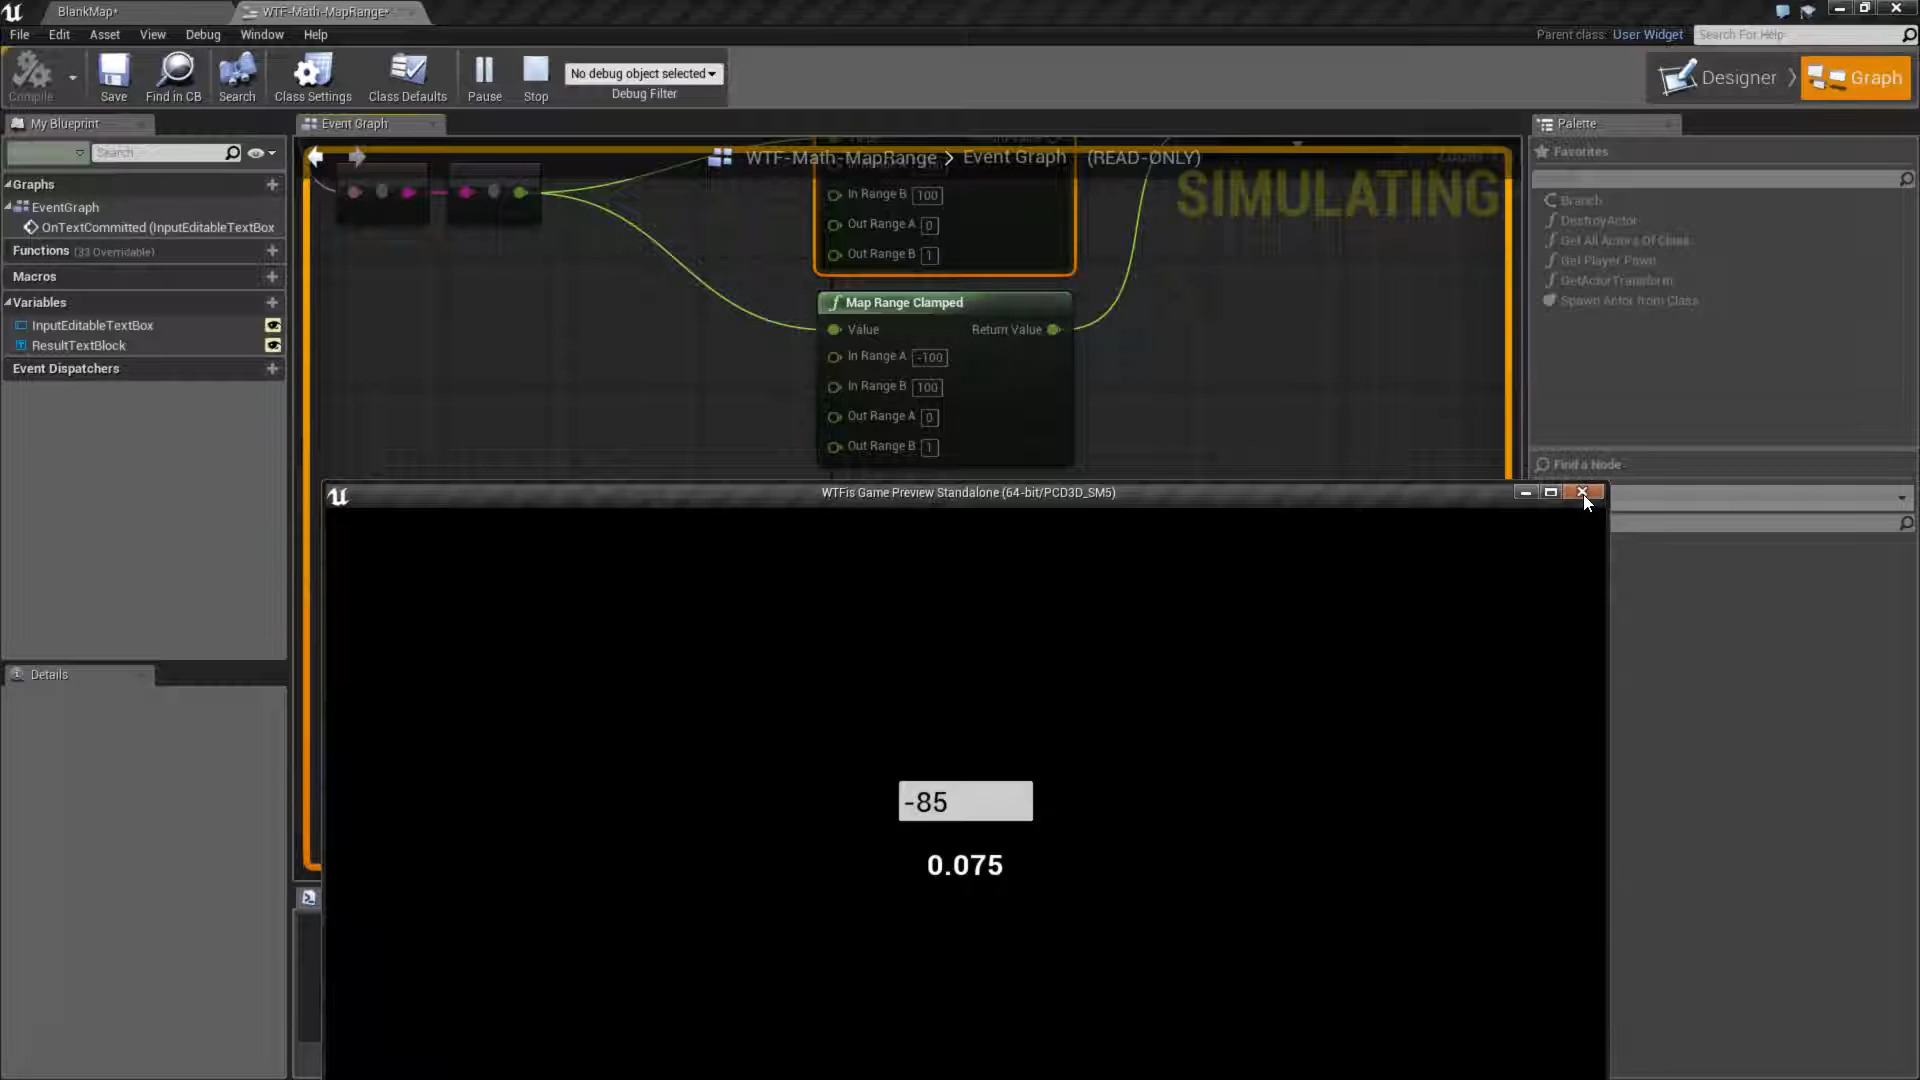 BlankMap*
WTF-Math-MapRange*
File Edit Asset View Debug Window Help
Parent class: User Widget
Search For Help
Compile
Save
Find in CB
Search
Class Settings
Class Defaults
Pause
Stop
No debug object selected
Debug Filter
Designer
Graph
My Blueprint
Event Graph
Palette
Search
WTF-Math-MapRange > Event Graph (READ-ONLY)
Favorites
SIMULATING
Graphs
EventGraph
OnTextCommitted (InputEditableTextBox
Functions (33 Overridable)
Macros
Variables
InputEditableTextBox
ResultTextBlock
Event Dispatchers
In Range B 100
Out Range A 0
Out Range B 1
Map Range Clamped
Value Return Value
In Range A -100
In Range B 100
Out Range A 0
Out Range B 1
Branch
DestroyActor
Get All Actors Of Class
Get Player Pawn
GetActorTransform
Spawn Actor from Class
Find a Node
WTFis Game Preview Standalone (64-bit/PCD3D_SM5)
Details
-85
0.075